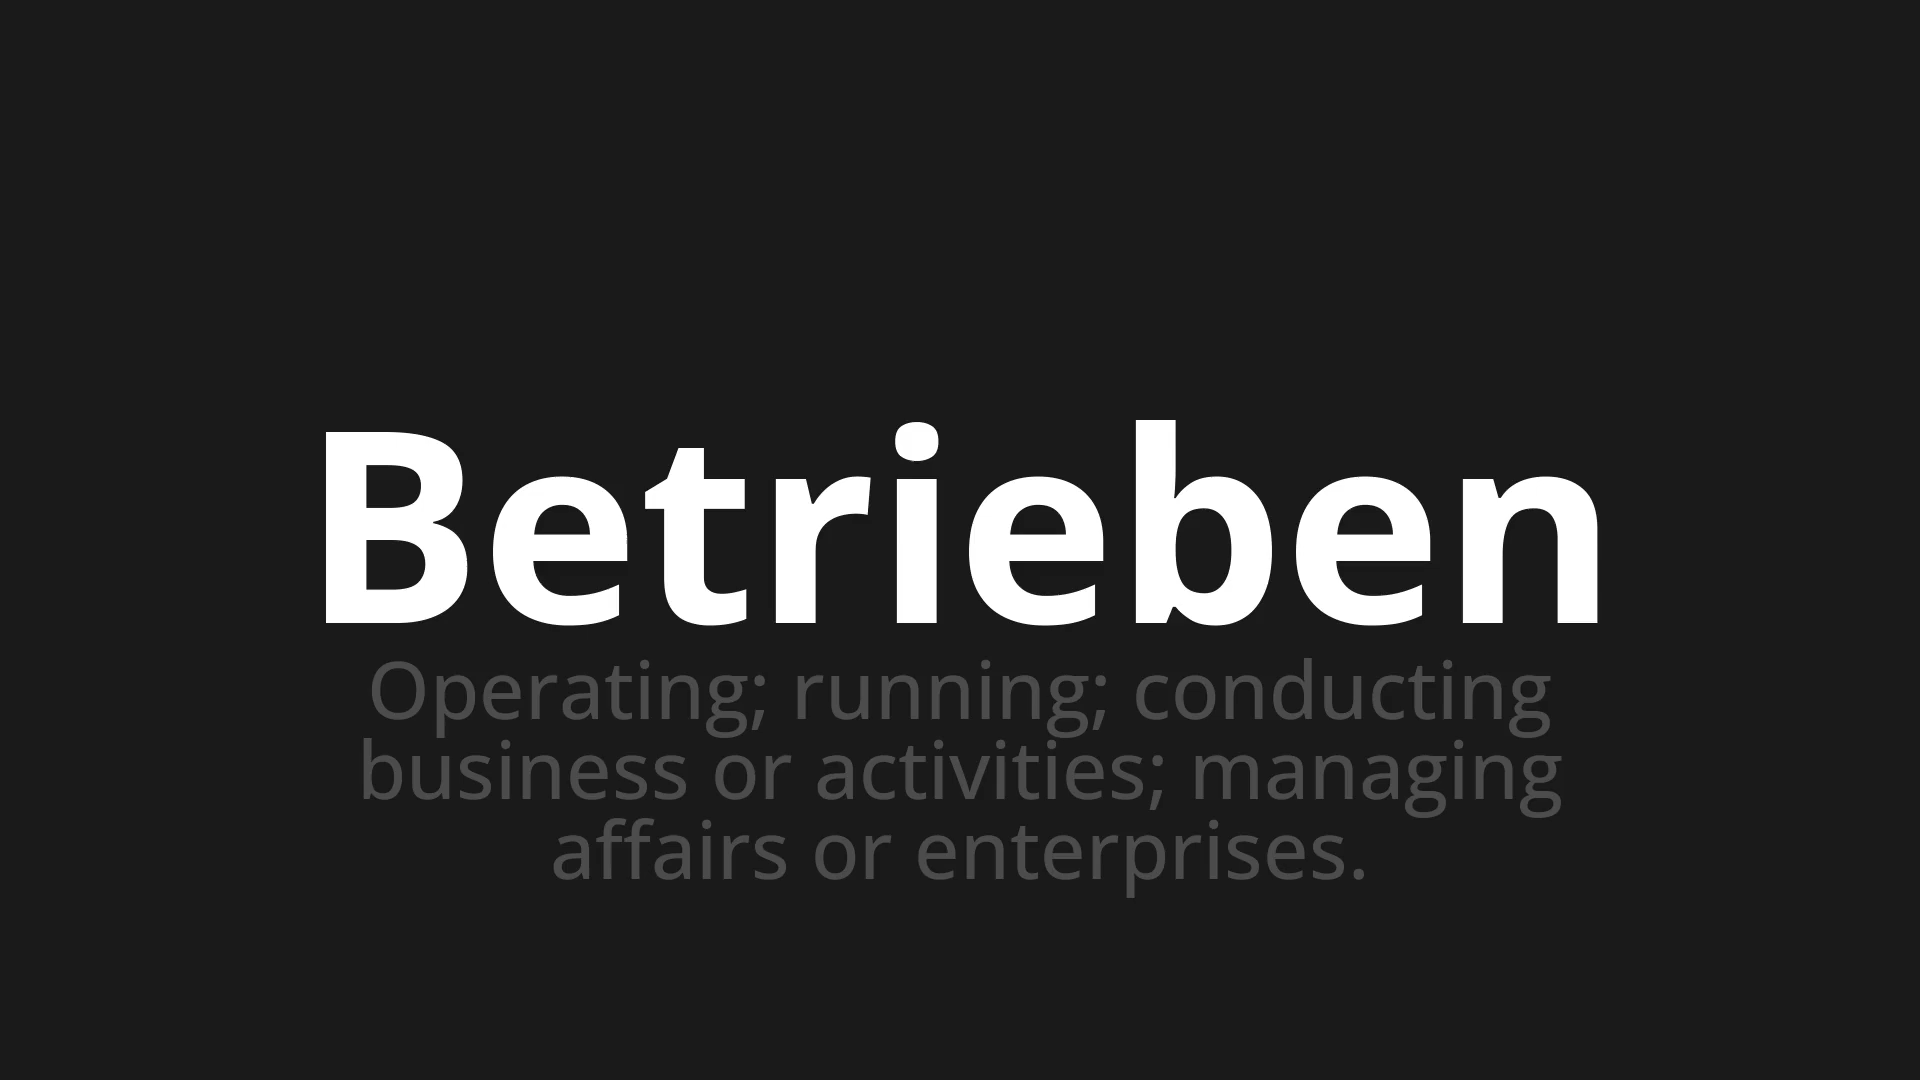 Betrieben
Operating; running; conducting
business or activities; managing
affairs or enterprises.